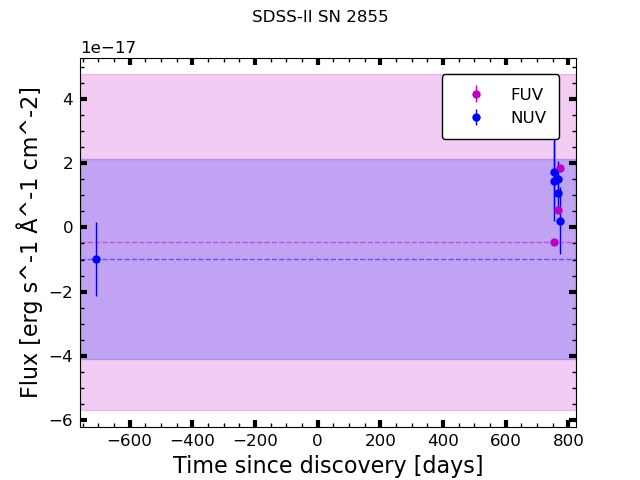 SDSS-II SN 2855
1e−17
FUV
NUV
4
2
0
−2
−4
−6
Flux [erg s^-1 Å^-1 cm^-2]
−600 −400 −200 0 200 400 600 800
Time since discovery [days]